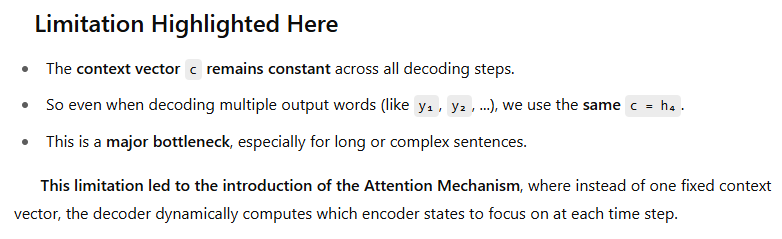 Limitation Highlighted Here
• The context vector c remains constant across all decoding steps.
• So even when decoding multiple output words (like y₁, y₂, …), we use the same c = h₄.
• This is a major bottleneck, especially for long or complex sentences.
This limitation led to the introduction of the Attention Mechanism, where instead of one fixed context
vector, the decoder dynamically computes which encoder states to focus on at each time step.